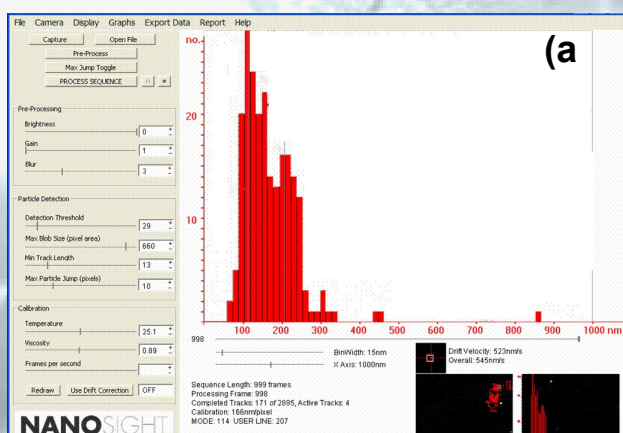 File Camera Display Graphs Export Data Report Help
Capture Open File
Pre-Process
Max Jump Toggle
PROCESS SEQUENCE
Pre-Processing
Brightness
0
Gain
1
Blur
3
Particle Detection
Detection Threshold
29
Max Blob Size (pixel area)
660
Min Track Length
13
Max Particle Jump (pixels)
10
Calibration
Temperature
25.1
Viscosity
0.89
Frames per second
Redraw Use Drift Correction OFF
NANOSIGHT
no.
(a
20
10
100 200 300 400 500 600 700 800 900 1000 nm
998
BinWidth: 15nm
X Axis: 1000nm
Drift Velocity: 523nm/s
Overall: 545nm/s
Sequence Length: 999 frames
Processing Frame: 998
Completed Tracks: 171 of 2895, Active Tracks: 4
Calibration: 166nm/pixel
MODE: 114 USER LINE: 207